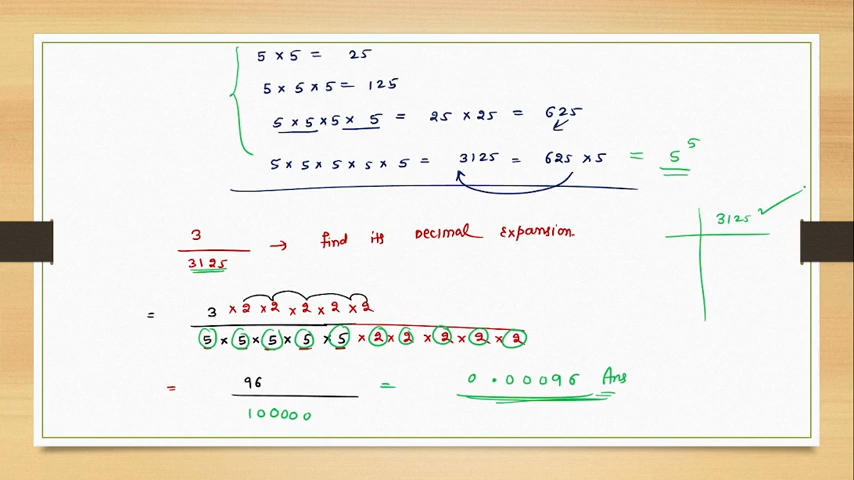 5 × 5 = 25
5 × 5 × 5 = 125
5 × 5 × 5 × 5 = 25 × 25 = 625
5 × 5 × 5 × 5 × 5 = 3125 = 625 × 5 = 5^5
3125
3/3125 → find its Decimal expansion.
= 3 × 2 × 2 × 2 × 2 × 2
5 × 5 × 5 × 5 × 5 × 2 × 2 × 2 × 2 × 2
= 96/100000 = 0.00096 Ans